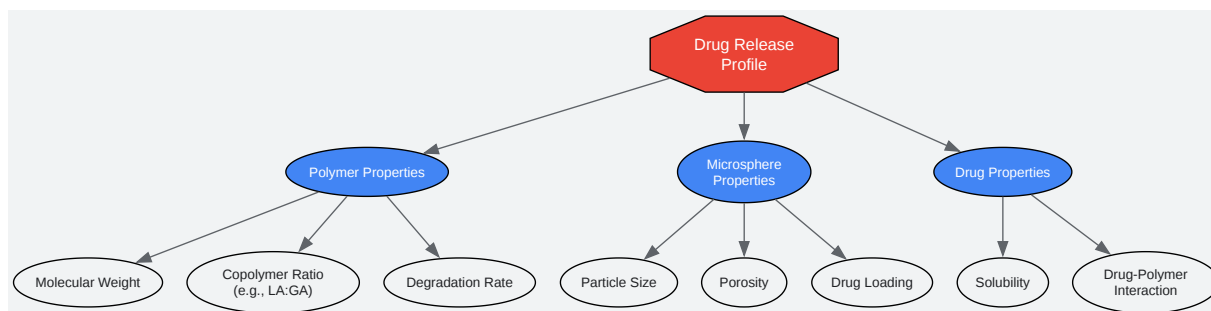 Drug Release
Profile
Polymer Properties
Microsphere
Properties
Drug Properties
Molecular Weight
Copolymer Ratio
(e.g., LA:GA)
Degradation Rate
Particle Size
Porosity
Drug Loading
Solubility
Drug-Polymer
Interaction